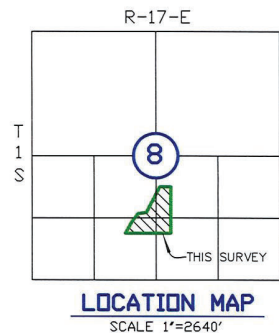 R-17-E
T
1
S
8
THIS SURVEY
LOCATION MAP
SCALE 1"=2640'